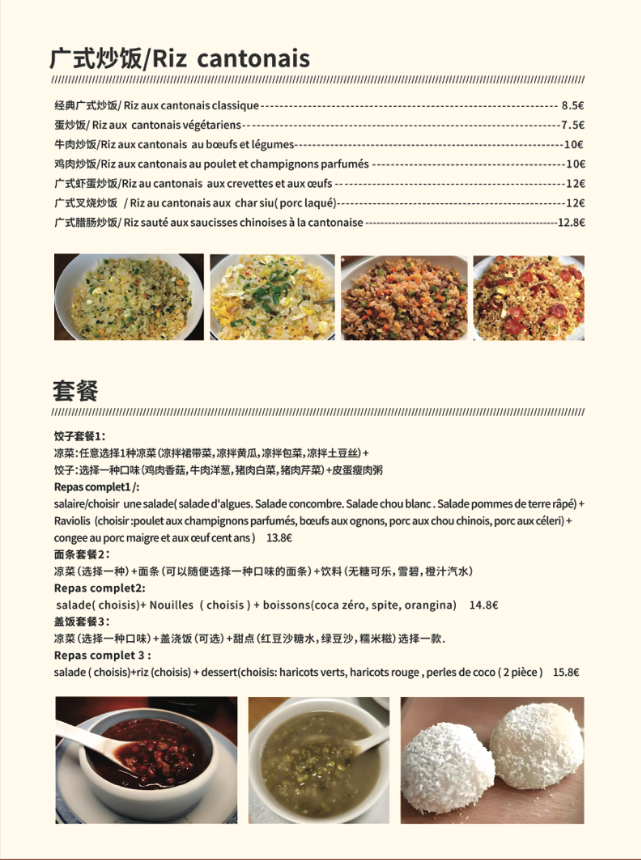 广式炒饭/Riz cantonais
经典广式炒饭/ Riz aux cantonais classique------------------------------------------------- 8.5€
蛋炒饭/ Riz aux cantonais végétariens-----------------------------------------------------7.5€
牛肉炒饭/Riz aux cantonais au bœufs et légumes---------------------------------------------10€
鸡肉炒饭/Riz aux cantonais au poulet et champignons parfumés --------------------------------10€
广式虾蛋炒饭/Riz au cantonais aux crevettes et aux œufs --------------------------------------12€
广式叉烧炒饭 / Riz au cantonais aux char siu( porc laqué)--------------------------------------12€
广式腊肠炒饭/ Riz sauté aux saucisses chinoises à la cantonaise --------------------------------12.8€
套餐
饺子套餐1:
凉菜:任意选择1种凉菜(凉拌裙带菜,凉拌黄瓜,凉拌包菜,凉拌土豆丝)+
饺子:选择一种口味(鸡肉香菇,牛肉洋葱,猪肉白菜,猪肉芹菜)+皮蛋瘦肉粥
Repas complet1 /:
salaire/choisir une salade( salade d'algues. Salade concombre. Salade chou blanc . Salade pommes de terre râpé) +
Raviolis (choisir :poulet aux champignons parfumés, bœufs aux ognons, porc aux chou chinois, porc aux céleri) +
congee au porc maigre et aux œuf cent ans ) 13.8€
面条套餐2:
凉菜(选择一种)+面条(可以随便选择一种口味的面条)+饮料(无糖可乐,雪碧,橙汁汽水)
Repas complet2:
salade( choisis)+ Nouilles ( choisis ) + boissons(coca zéro, spite, orangina) 14.8€
盖饭套餐3:
凉菜(选择一种口味)+盖浇饭(可选)+甜点(红豆沙糖水,绿豆沙,糯米糍)选择一款.
Repas complet 3 :
salade ( choisis)+riz (choisis) + dessert(choisis: haricots verts, haricots rouge , perles de coco ( 2 pièce ) 15.8€